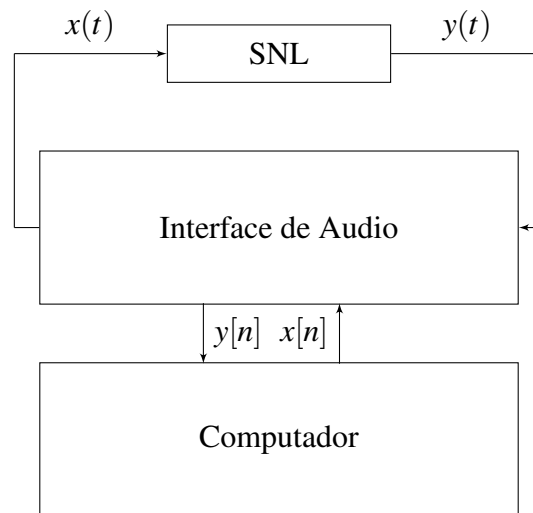 x(t) y(t)
SNL
Interface de Audio
y[n] x[n]
Computador